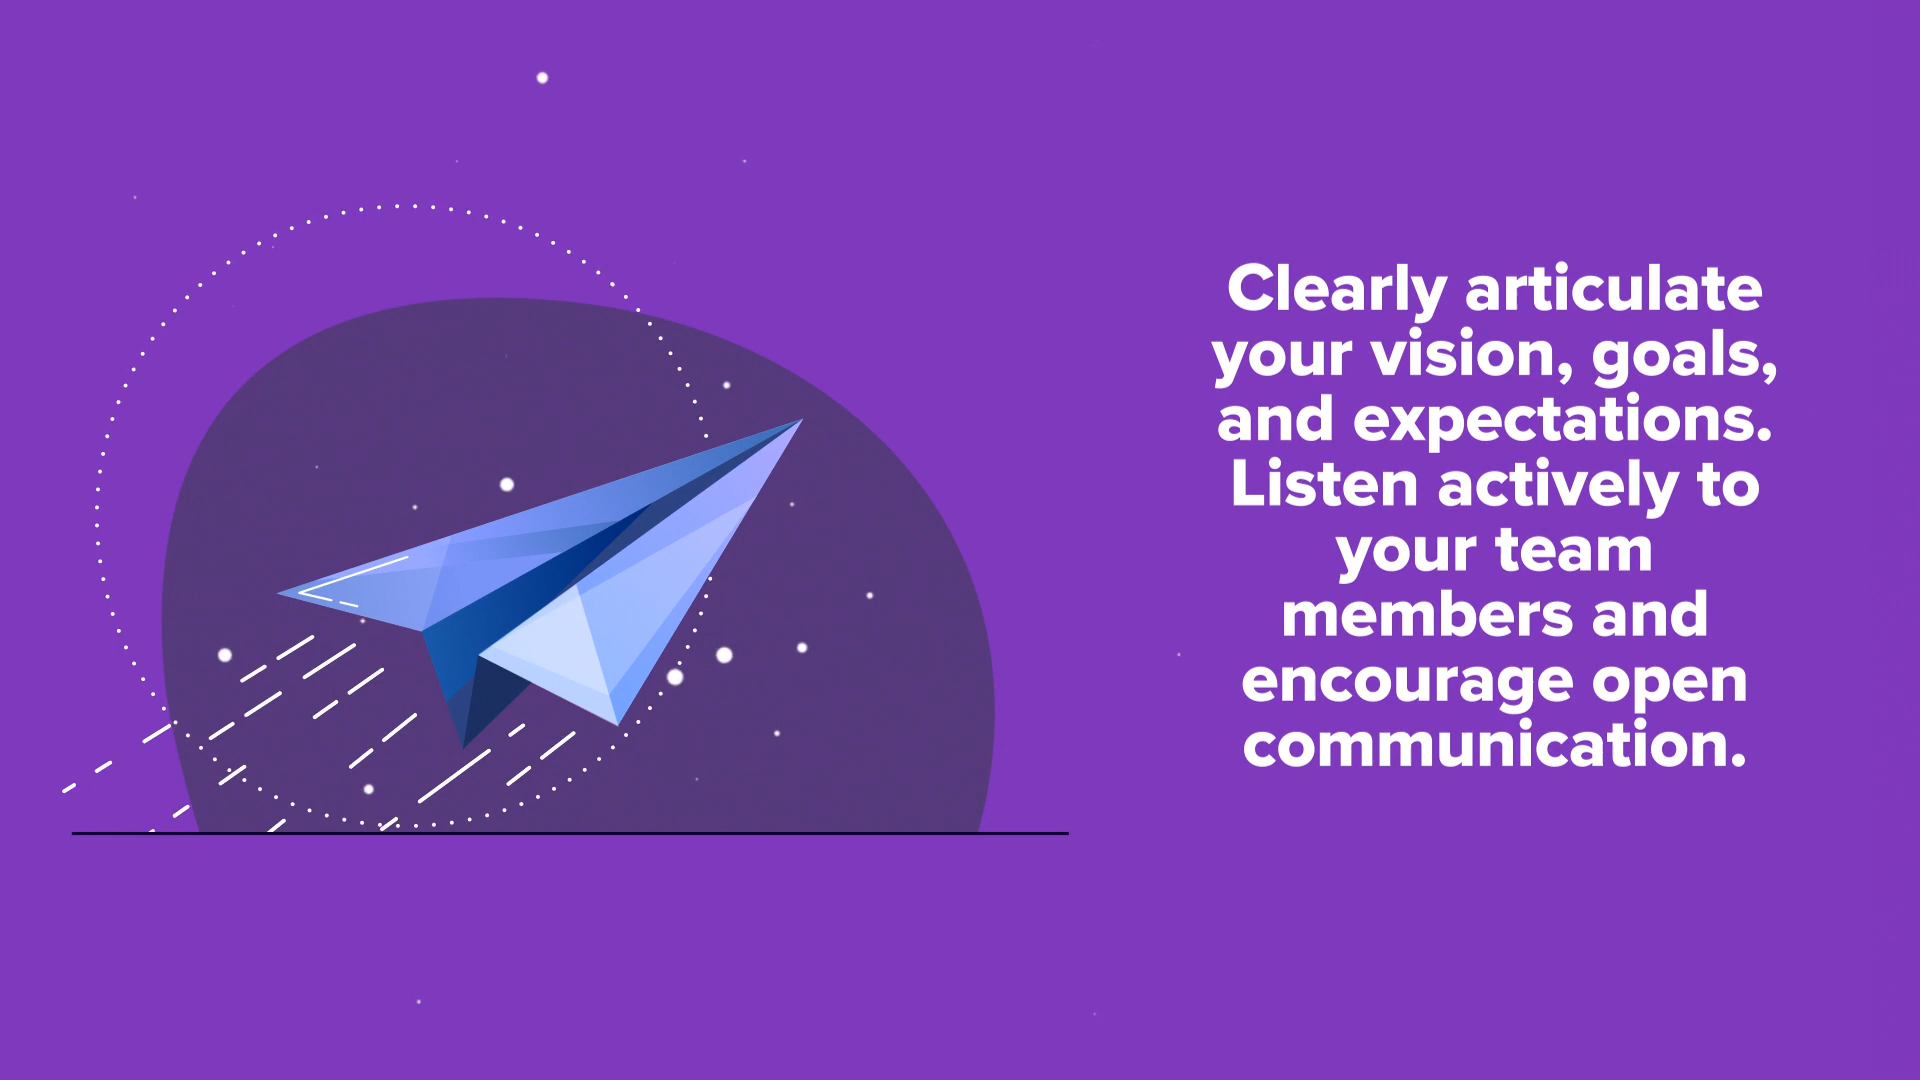 Clearly articulate
your vision, goals,
and expectations.
Listen actively to
your team
members and
encourage open
communication.